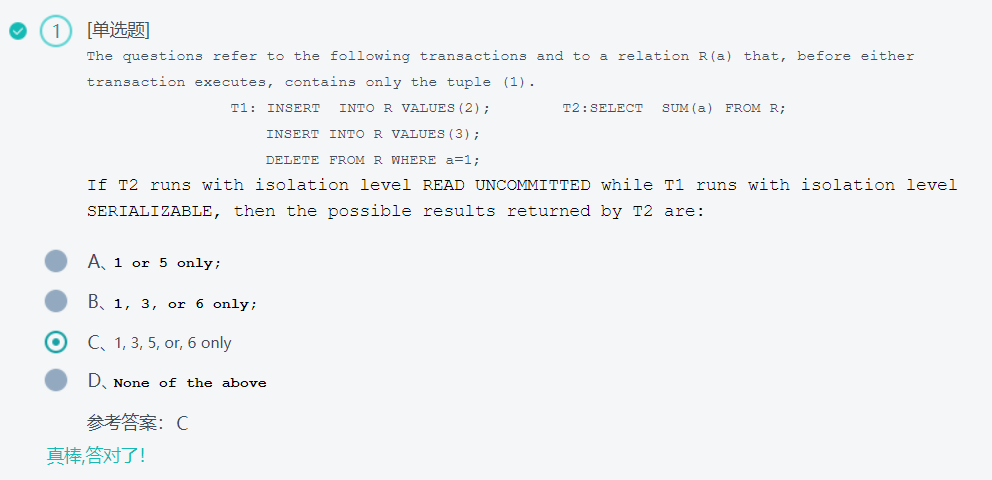 1 [单选题]
The questions refer to the following transactions and to a relation R(a) that, before either
transaction executes, contains only the tuple (1).
T1: INSERT INTO R VALUES(2); T2:SELECT SUM(a) FROM R;
INSERT INTO R VALUES(3);
DELETE FROM R WHERE a=1;
If T2 runs with isolation level READ UNCOMMITTED while T1 runs with isolation level
SERIALIZABLE, then the possible results returned by T2 are:
A、1 or 5 only;
B、1, 3, or 6 only;
C、1, 3, 5, or, 6 only
D、None of the above
参考答案：C
真棒,答对了!